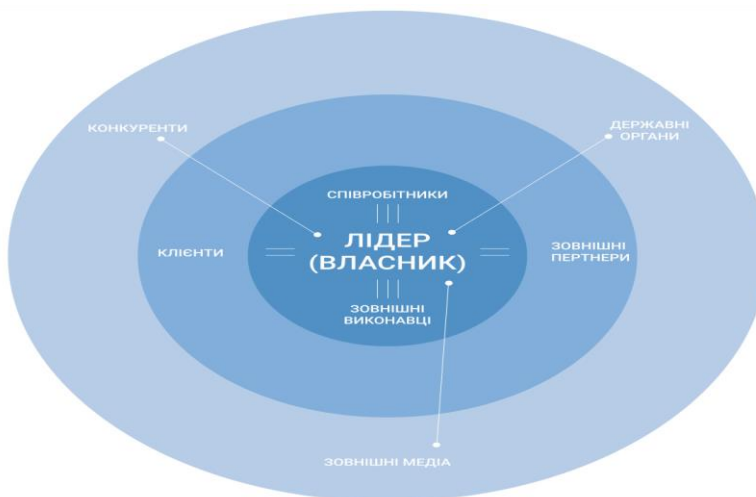 КОНКУРЕНТИ
ДЕРЖАВНІ
ОРГАНИ
СПІВРОБІТНИКИ
КЛІЄНТИ
ЛІДЕР
(ВЛАСНИК)
ЗОВНІШНІ
ПЕРТНЕРИ
ЗОВНІШНІ
ВИКОНАВЦІ
ЗОВНІШНІ МЕДІА